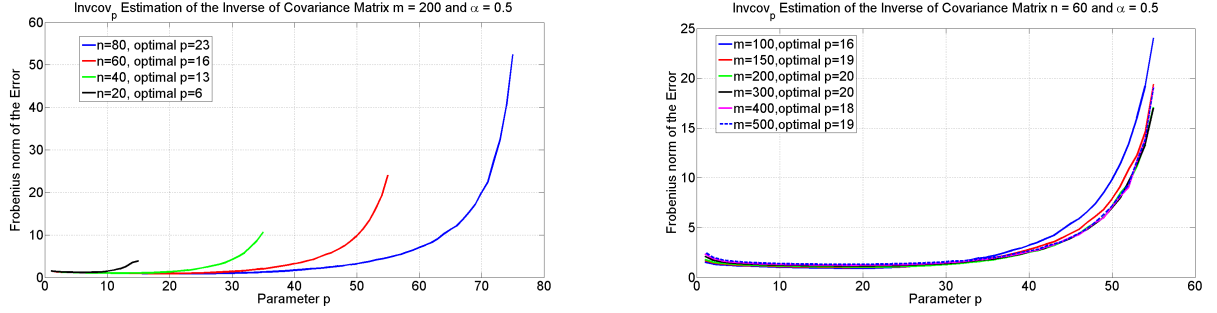 Invcov_p Estimation of the Inverse of Covariance Matrix m = 200 and α = 0.5
Frobenius norm of the Error
60
50
40
30
20
10
0
n=80, optimal p=23
n=60, optimal p=16
n=40, optimal p=13
n=20, optimal p=6
0 10 20 30 40 50 60 70 80
Parameter p
Invcov_p Estimation of the Inverse of Covariance Matrix n = 60 and α = 0.5
Frobenius norm of the Error
25
20
15
10
5
0
m=100,optimal p=16
m=150,optimal p=19
m=200,optimal p=20
m=300,optimal p=20
m=400,optimal p=18
m=500,optimal p=19
0 10 20 30 40 50 60
Parameter p